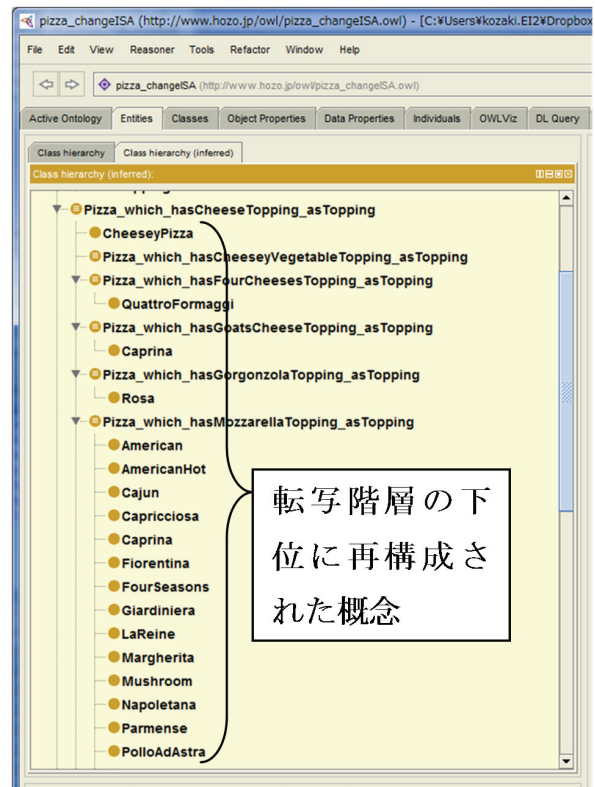 pizza_changeISA (http://www.hozo.jp/owl/pizza_changeISA.owl) - [C:¥Users¥kozaki.EI2¥Dropbox
File Edit View Reasoner Tools Refactor Window Help
pizza_changeISA (http://www.hozo.jp/owl/pizza_changeISA.owl)
Active Ontology Entities Classes Object Properties Data Properties Individuals OWLViz DL Query
Class hierarchy Class hierarchy (inferred)
Class hierarchy (inferred):
Pizza_which_hasCheeseTopping_asTopping
CheeseyPizza
Pizza_which_hasCheeseyVegetableTopping_asTopping
Pizza_which_hasFourCheesesTopping_asTopping
QuattroFormaggi
Pizza_which_hasGoatsCheeseTopping_asTopping
Caprina
Pizza_which_hasGorgonzolaTopping_asTopping
Rosa
Pizza_which_hasMozzarellaTopping_asTopping
American
AmericanHot
Cajun
Capricciosa
Caprina
Fiorentina
FourSeasons
Giardiniera
LaReine
Margherita
Mushroom
Napoletana
Parmense
PolloAdAstra
転写階層の下
位に再構成さ
れた概念